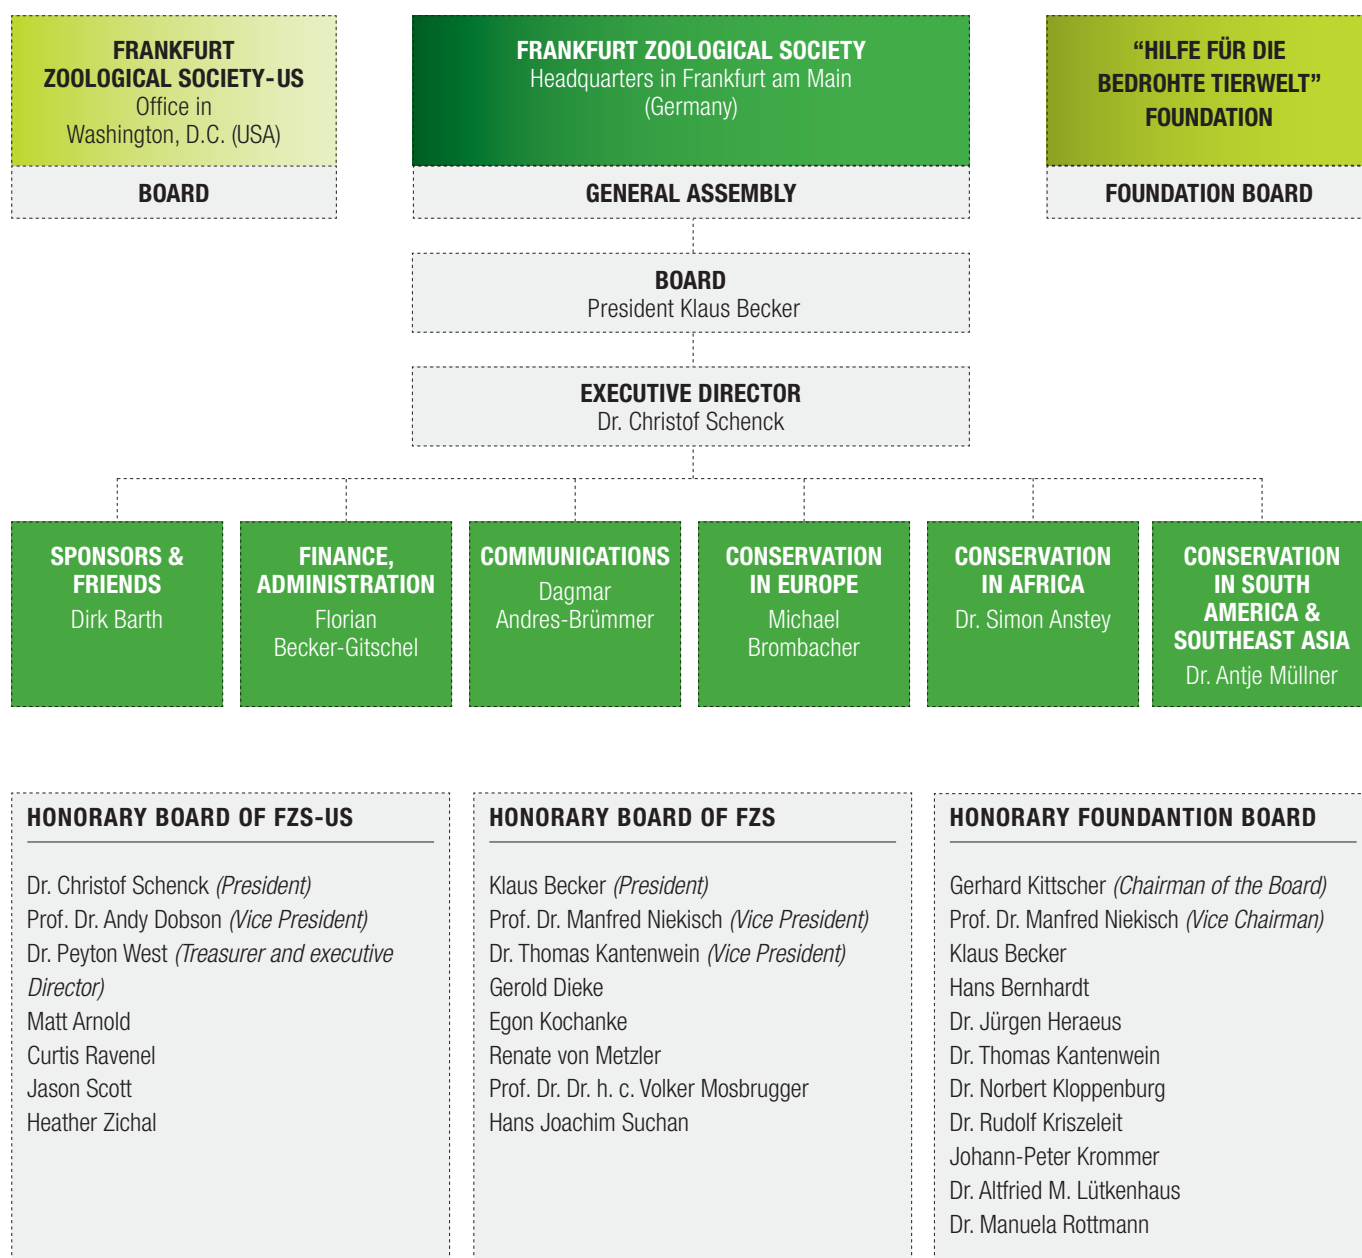 FRANKFURT
ZOOLOGICAL SOCIETY-US
Office in
Washington, D.C. (USA)
BOARD
FRANKFURT ZOOLOGICAL SOCIETY
Headquarters in Frankfurt am Main
(Germany)
GENERAL ASSEMBLY
“HILFE FÜR DIE
BEDROHTE TIERWELT”
FOUNDATION
FOUNDATION BOARD
BOARD
President Klaus Becker
EXECUTIVE DIRECTOR
Dr. Christof Schenck
SPONSORS &
FRIENDS
Dirk Barth
FINANCE,
ADMINISTRATION
Florian
Becker-Gitschel
COMMUNICATIONS
Dagmar
Andres-Brümmer
CONSERVATION
IN EUROPE
Michael
Brombacher
CONSERVATION
IN AFRICA
Dr. Simon Anstey
CONSERVATION
IN SOUTH
AMERICA &
SOUTHEAST ASIA
Dr. Antje Müllner
HONORARY BOARD OF FZS-US
Dr. Christof Schenck (President)
Prof. Dr. Andy Dobson (Vice President)
Dr. Peyton West (Treasurer and executive
Director)
Matt Arnold
Curtis Ravenel
Jason Scott
Heather Zichal
HONORARY BOARD OF FZS
Klaus Becker (President)
Prof. Dr. Manfred Niekisch (Vice President)
Dr. Thomas Kantenwein (Vice President)
Gerold Dieke
Egon Kochanke
Renate von Metzler
Prof. Dr. Dr. h. c. Volker Mosbrugger
Hans Joachim Suchan
HONORARY FOUNDANTION BOARD
Gerhard Kittscher (Chairman of the Board)
Prof. Dr. Manfred Niekisch (Vice Chairman)
Klaus Becker
Hans Bernhardt
Dr. Jürgen Heraeus
Dr. Thomas Kantenwein
Dr. Norbert Kloppenburg
Dr. Rudolf Kriszeleit
Johann-Peter Krommer
Dr. Altfried M. Lütkenhaus
Dr. Manuela Rottmann